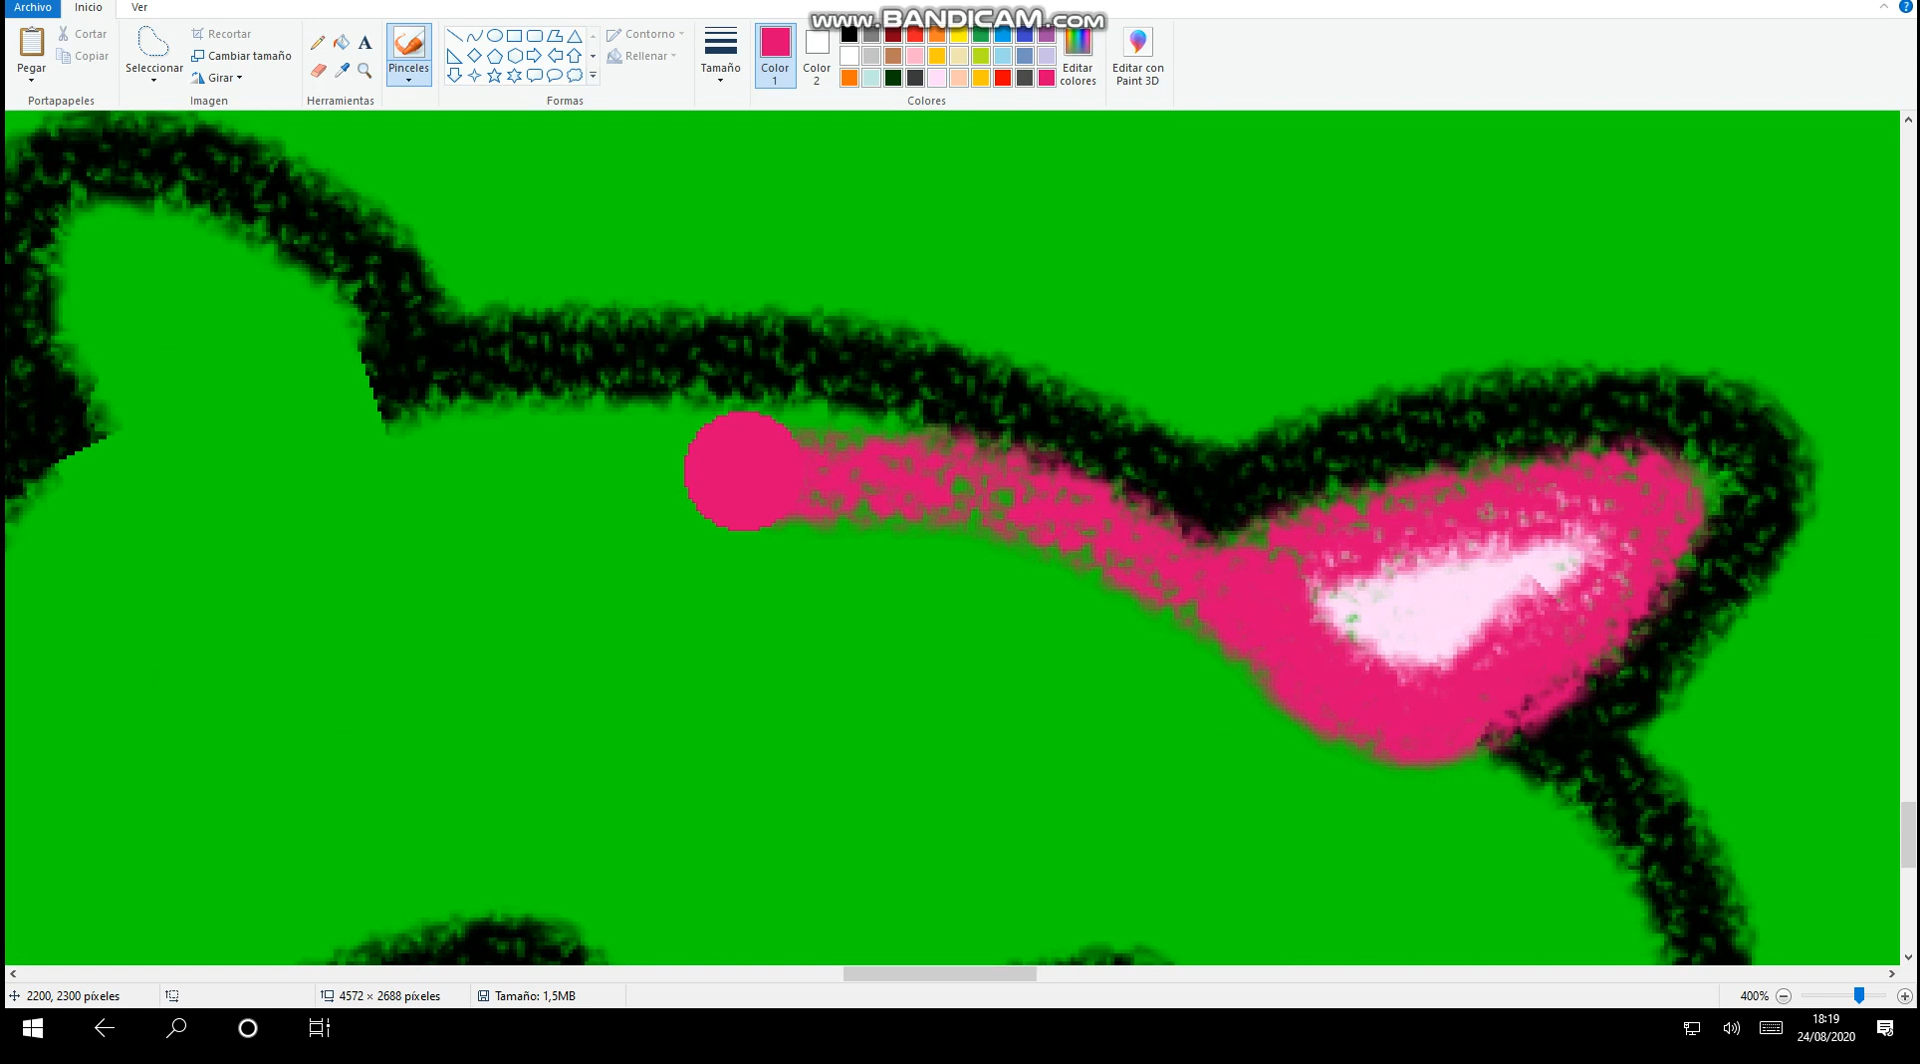 Archivo Inicio Ver
www.BANDICAM.com
Pegar
Cortar
Copiar
Portapapeles
Seleccionar
Recortar
Cambiar tamaño
Girar
Imagen
A
Herramientas
Pinceles
Formas
Contorno
Rellenar
Tamaño
Color
1
Color
2
Colores
Editar
colores
Editar con
Paint 3D
2200, 2300 píxeles
4572 × 2688 píxeles
Tamaño: 1,5MB
400%
18:19
24/08/2020